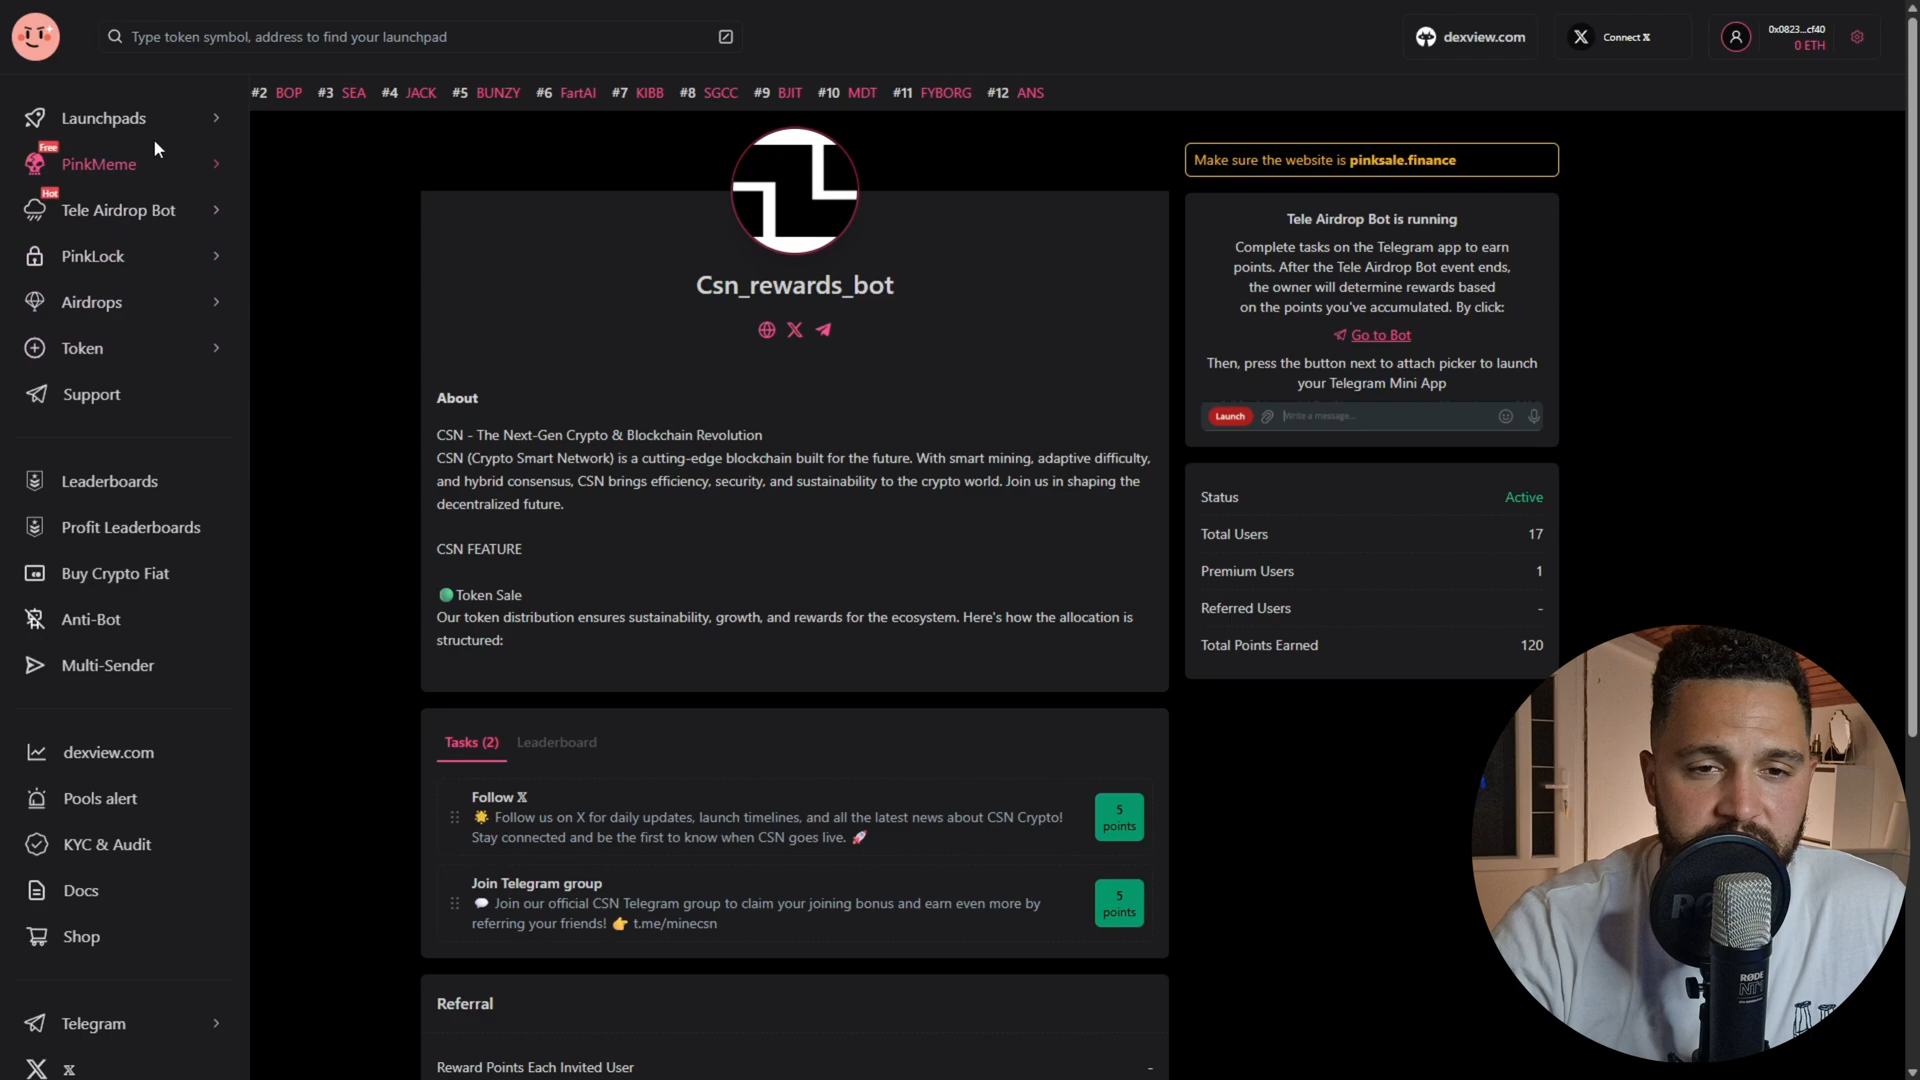 Type token symbol, address to find your launchpad
dexview.com
Connect 𝕏
0x0823...cf40
0 ETH
#2 BOP #3 SEA #4 JACK #5 BUNZY #6 FartAI #7 KIBB #8 SGCC #9 BJIT #10 MDT #11 FYBORG #12 ANS
Launchpads
Free
PinkMeme
Hot
Tele Airdrop Bot
PinkLock
Airdrops
Token
Support
Leaderboards
Profit Leaderboards
Buy Crypto Fiat
Anti-Bot
Multi-Sender
dexview.com
Pools alert
KYC & Audit
Docs
Shop
Telegram
𝕏
Csn_rewards_bot
About
CSN - The Next-Gen Crypto & Blockchain Revolution
CSN (Crypto Smart Network) is a cutting-edge blockchain built for the future. With smart mining, adaptive difficulty,
and hybrid consensus, CSN brings efficiency, security, and sustainability to the crypto world. Join us in shaping the
decentralized future.
CSN FEATURE
Token Sale
Our token distribution ensures sustainability, growth, and rewards for the ecosystem. Here's how the allocation is
structured:
Tasks (2) Leaderboard
Follow 𝕏
🌟 Follow us on X for daily updates, launch timelines, and all the latest news about CSN Crypto!
Stay connected and be the first to know when CSN goes live. 🚀
5
points
Join Telegram group
💬 Join our official CSN Telegram group to claim your joining bonus and earn even more by
referring your friends! 👉 t.me/minecsn
5
points
Referral
Reward Points Each Invited User -
Make sure the website is pinksale.finance
Tele Airdrop Bot is running
Complete tasks on the Telegram app to earn
points. After the Tele Airdrop Bot event ends,
the owner will determine rewards based
on the points you've accumulated. By click:
Go to Bot
Then, press the button next to attach picker to launch
your Telegram Mini App
Launch
Write a message...
Status Active
Total Users 17
Premium Users 1
Referred Users -
Total Points Earned 120
RØDE
NT1